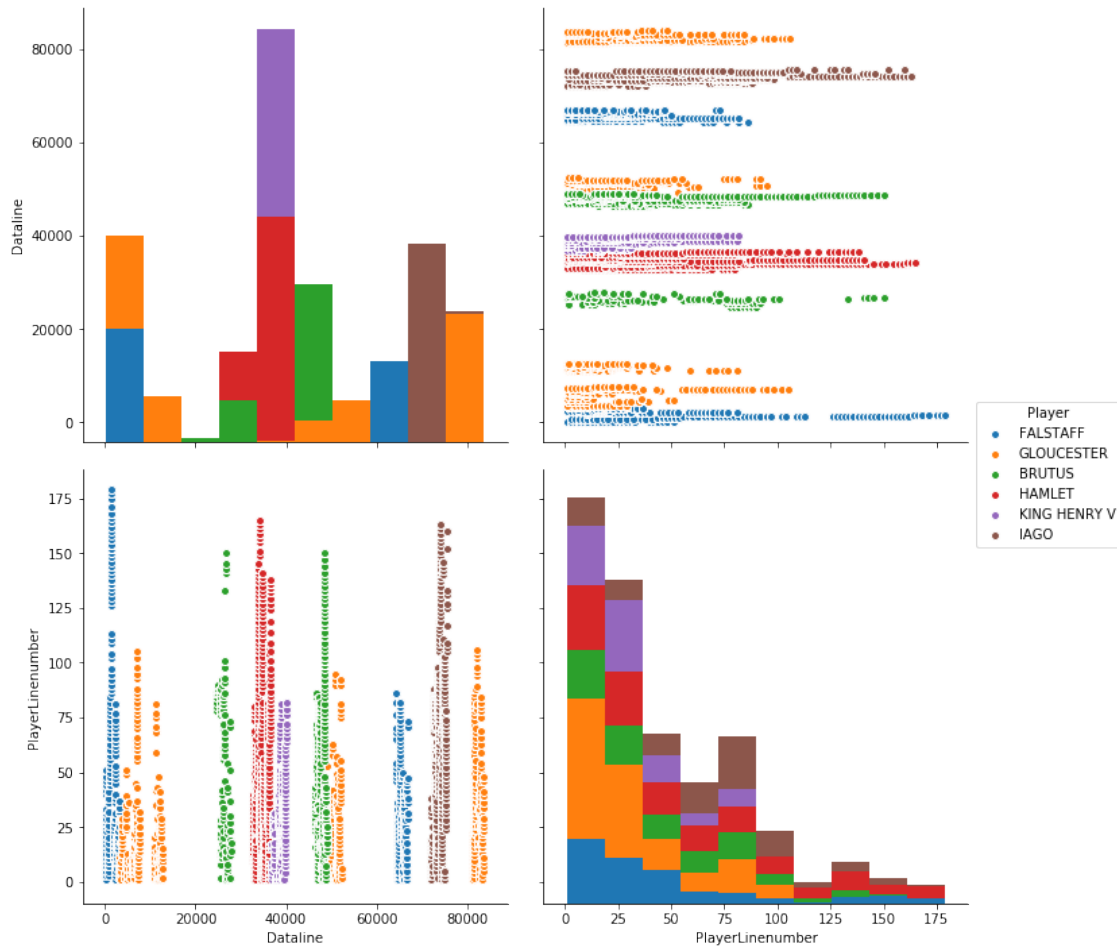 80000
60000
40000
20000
0
Dataline
175
150
125
100
75
50
25
0
PlayerLinenumber
0
20000
40000
60000
80000
Dataline
0
25
50
75
100
125
150
175
PlayerLinenumber
Player
FALSTAFF
GLOUCESTER
BRUTUS
HAMLET
KING HENRY V
IAGO